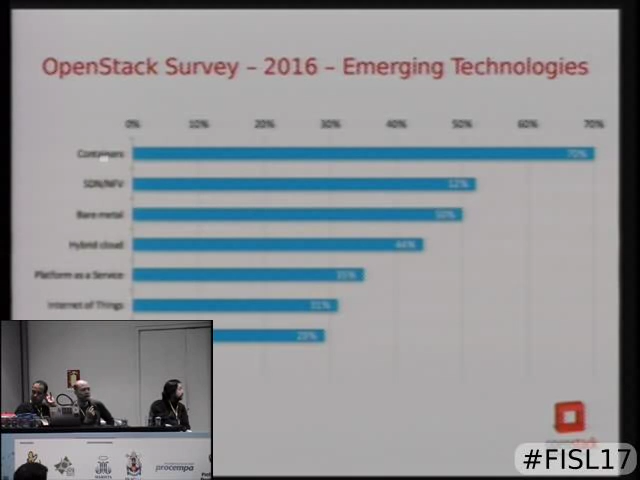 OpenStack Survey – 2016 – Emerging Technologies
0% 10% 20% 30% 40% 50% 60% 70%
Containers 70%
SDN/NFV 52%
Bare metal 50%
Hybrid cloud 44%
Platform as a Service 35%
Internet of Things 31%
29%
openstack
procempa
#FISL17